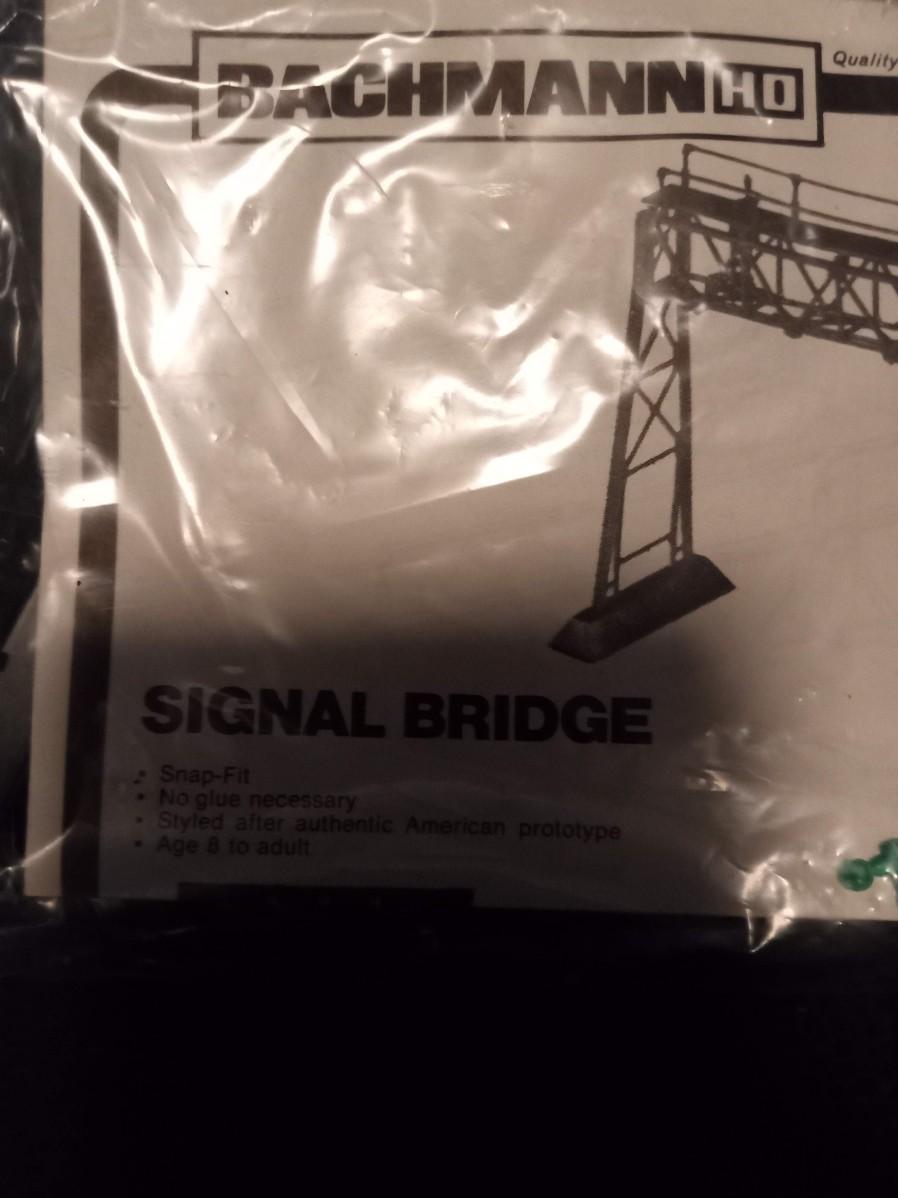 BACHMANN HO
Quality
SIGNAL BRIDGE
• Snap-Fit
• No glue necessary
• Styled after authentic American prototype
• Age 8 to adult